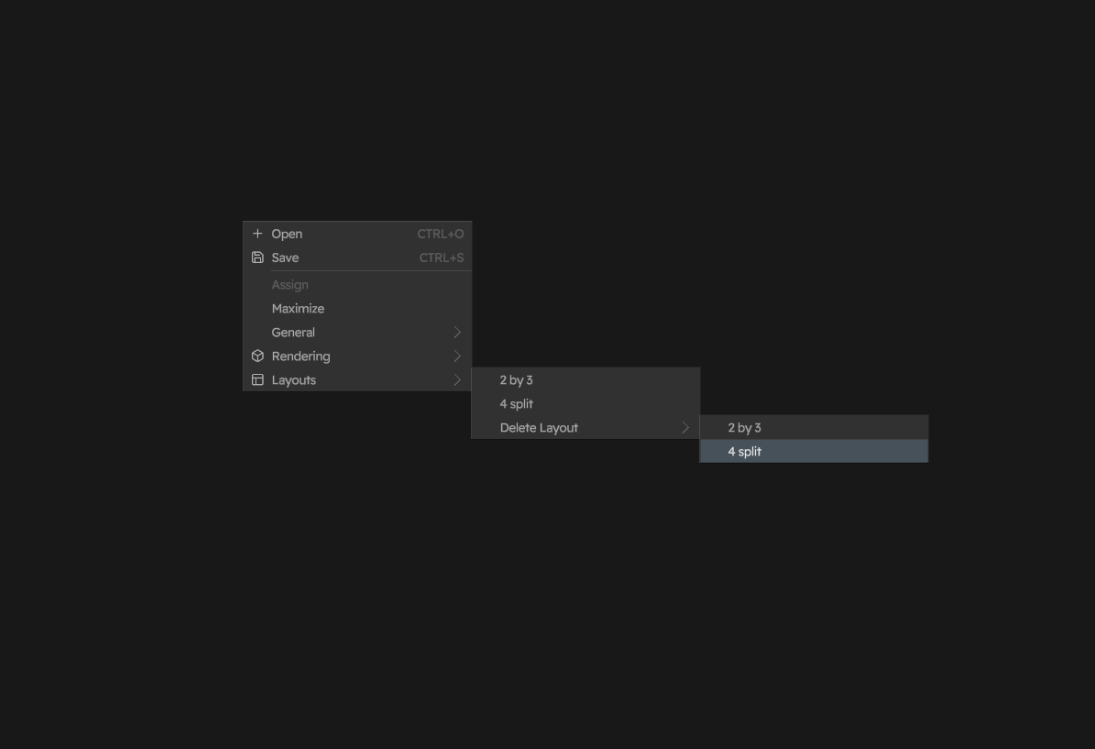 Open CTRL+O
Save CTRL+S
Assign
Maximize
General
Rendering
Layouts
2 by 3
4 split
Delete Layout
2 by 3
4 split